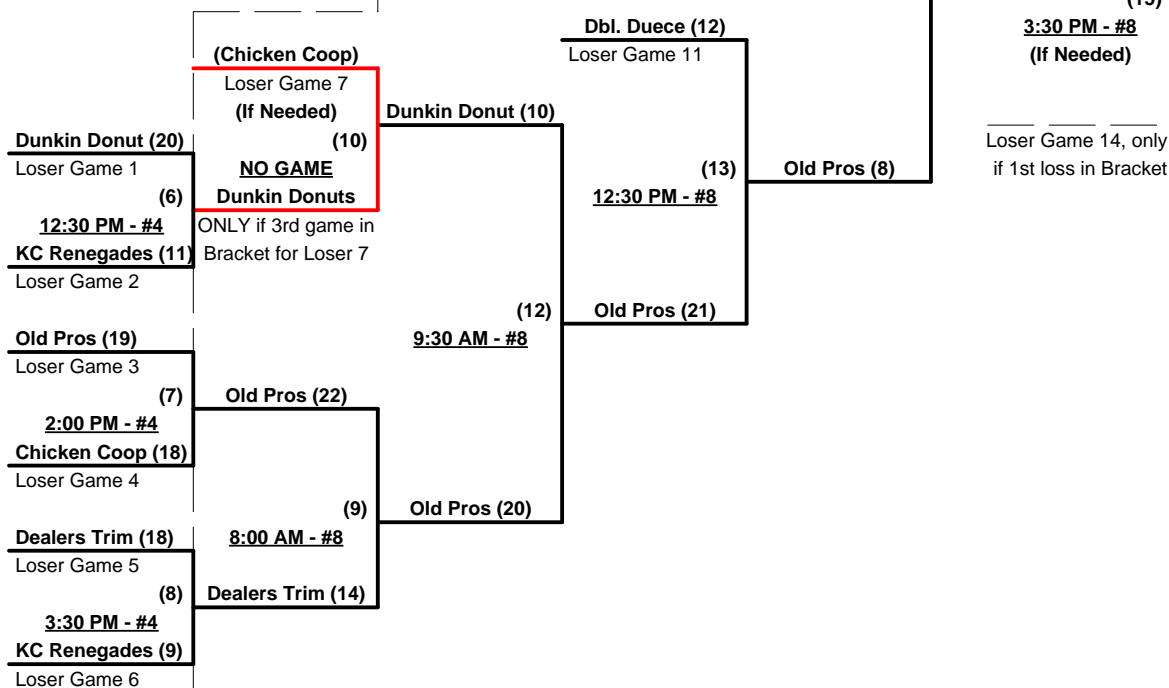 (15)
3:30 PM - #8
(If Needed)
Loser Game 14, only
if 1st loss in Bracket
Dbl. Duece (12)
Loser Game 11
(Chicken Coop)
Loser Game 7
(If Needed)
(10)
NO GAME
Dunkin Donuts
ONLY if 3rd game in
Bracket for Loser 7
Dunkin Donut (10)
Dunkin Donut (20)
Loser Game 1
(6)
12:30 PM - #4
KC Renegades (11)
Loser Game 2
(13)
12:30 PM - #8
Old Pros (8)
(12)
9:30 AM - #8
Old Pros (21)
Old Pros (19)
Loser Game 3
(7)
2:00 PM - #4
Chicken Coop (18)
Loser Game 4
Old Pros (22)
(9)
8:00 AM - #8
Old Pros (20)
Dealers Trim (18)
Loser Game 5
(8)
3:30 PM - #4
KC Renegades (9)
Loser Game 6
Dealers Trim (14)